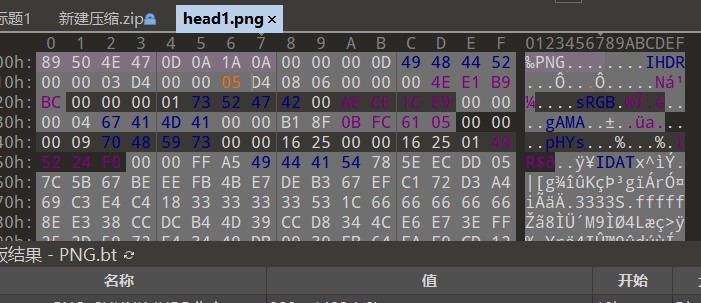 标题1 新建压缩.zip head1.png ×
0 1 2 3 4 5 6 7 8 9 A B C D E F 0123456789ABCDEF
00h: 89 50 4E 47 0D 0A 1A 0A 00 00 00 0D 49 48 44 52 ‰PNG........IHDR
10h: 00 00 03 D4 00 00 05 D4 08 06 00 00 00 4E E1 B9 ...Ô...Ô.....Ná¹
20h: BC 00 00 00 01 73 52 47 42 00 AE CE 1C E9 00 00 ¼....sRGB.®Î.é..
30h: 00 04 67 41 4D 41 00 00 B1 8F 0B FC 61 05 00 00 ..gAMA..±..üa...
40h: 00 09 70 48 59 73 00 00 16 25 00 00 16 25 01 49 ..pHYs...%...%.I
50h: 52 24 F0 00 00 FF A5 49 44 41 54 78 5E EC DD 05 R$ð..ÿ¥IDATx^ìÝ.
60h: 7C 5B 67 BE EE FB 4B E7 DE B3 67 EF C1 72 D3 A4 |[g¾îûKçÞ³gïÁrÓ¤
70h: 69 C3 E4 C4 18 33 33 33 53 1C 66 66 66 66 C7 CC iÃäÄ.3333S.ffff
80h: 8E E3 38 CC DC B4 4D 39 CC D8 34 4C E6 E7 3E FF Žã8ÌÜ´M9ÌØ4Læç>ÿ
板结果 - PNG.bt
名称 值 开始